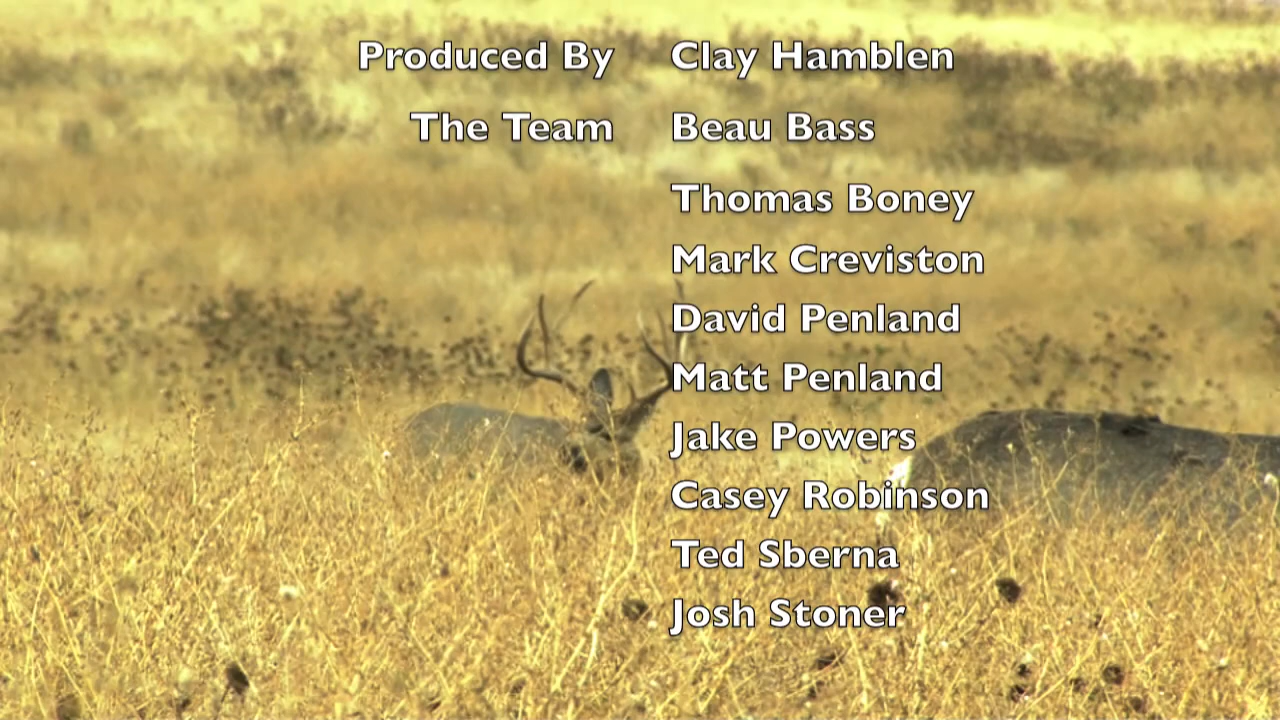 Produced By Clay Hamblen
The Team Beau Bass
Thomas Boney
Mark Creviston
David Penland
Matt Penland
Jake Powers
Casey Robinson
Ted Sberna
Josh Stoner